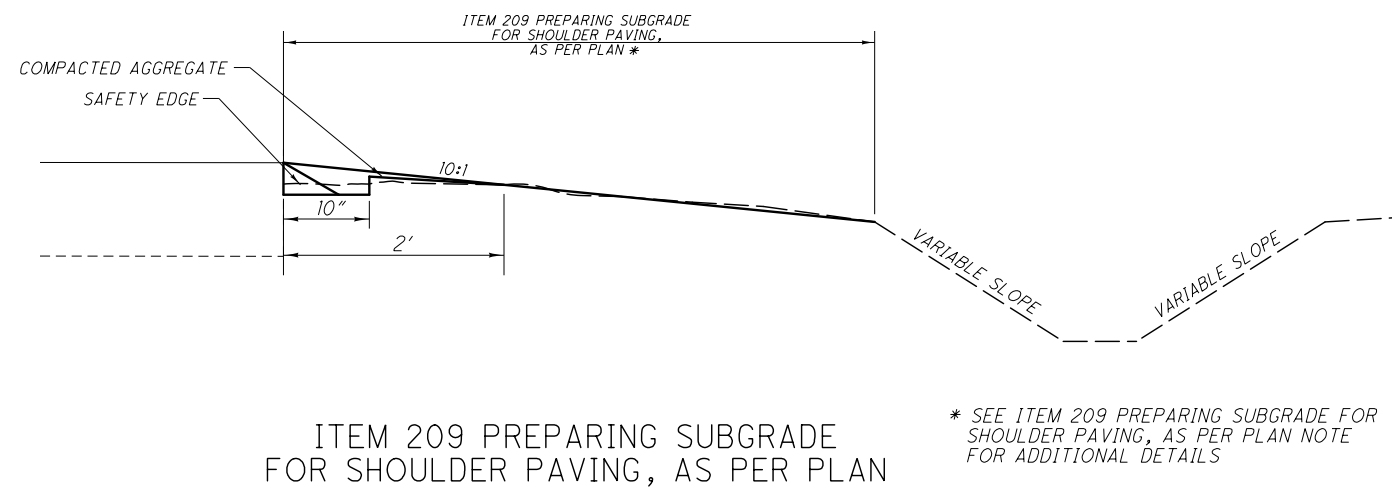 ITEM 209 PREPARING SUBGRADE
FOR SHOULDER PAVING,
AS PER PLAN *
COMPACTED AGGREGATE
SAFETY EDGE
10:1
10"
2'
VARIABLE SLOPE
VARIABLE SLOPE
ITEM 209 PREPARING SUBGRADE
FOR SHOULDER PAVING, AS PER PLAN
* SEE ITEM 209 PREPARING SUBGRADE FOR
SHOULDER PAVING, AS PER PLAN NOTE
FOR ADDITIONAL DETAILS